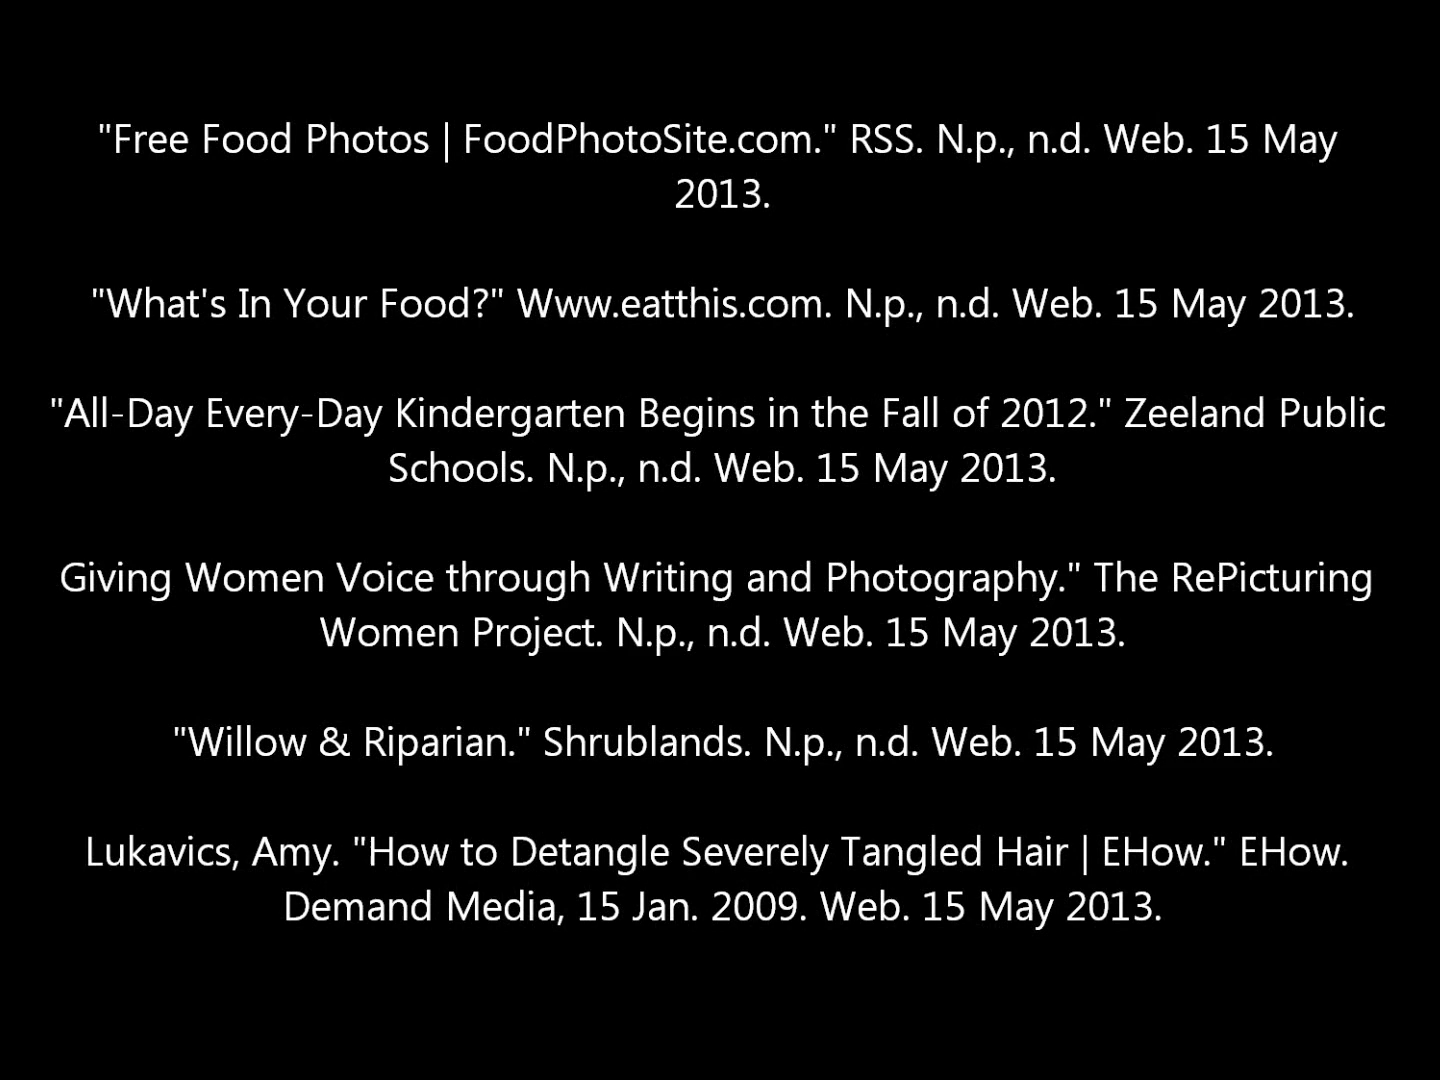 "Free Food Photos | FoodPhotoSite.com." RSS. N.p., n.d. Web. 15 May
2013.
"What's In Your Food?" Www.eatthis.com. N.p., n.d. Web. 15 May 2013.
"All-Day Every-Day Kindergarten Begins in the Fall of 2012." Zeeland Public
Schools. N.p., n.d. Web. 15 May 2013.
Giving Women Voice through Writing and Photography." The RePicturing
Women Project. N.p., n.d. Web. 15 May 2013.
"Willow & Riparian." Shrublands. N.p., n.d. Web. 15 May 2013.
Lukavics, Amy. "How to Detangle Severely Tangled Hair | EHow." EHow.
Demand Media, 15 Jan. 2009. Web. 15 May 2013.